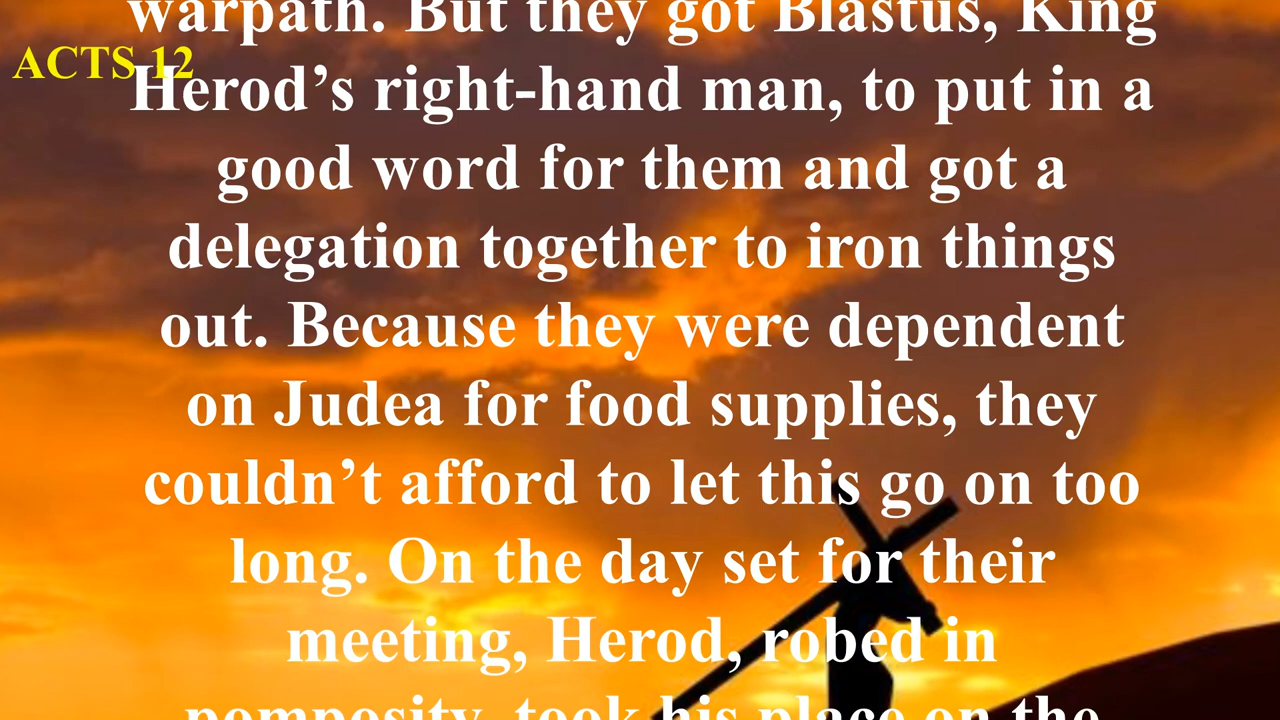 warpath. But they got Blastus, King
ACTS 12
Herod’s right-hand man, to put in a
good word for them and got a
delegation together to iron things
out. Because they were dependent
on Judea for food supplies, they
couldn’t afford to let this go on too
long. On the day set for their
meeting, Herod, robed in
pomposity, took his place on the